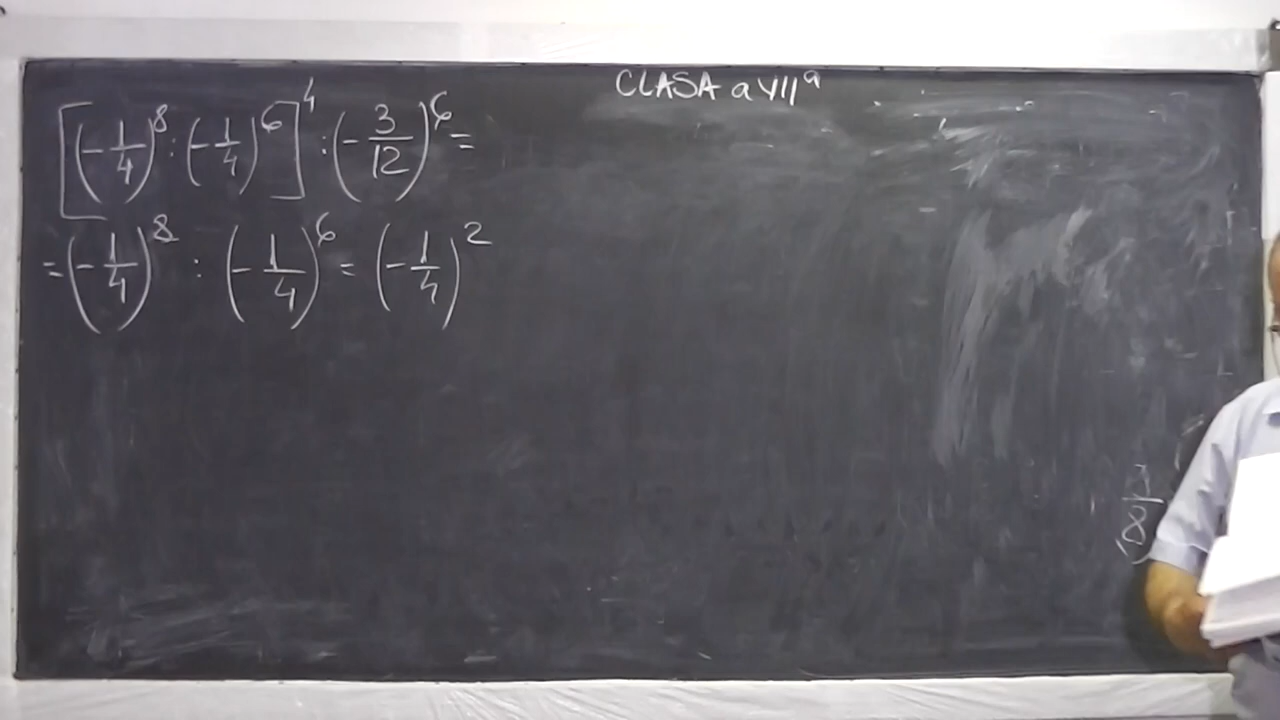 CLASA a VII a
[(-1/4)^8 : (-1/4)^6]^4 : (-3/12)^6 =
= (-1/4)^8 : (-1/4)^6 = (-1/4)^2